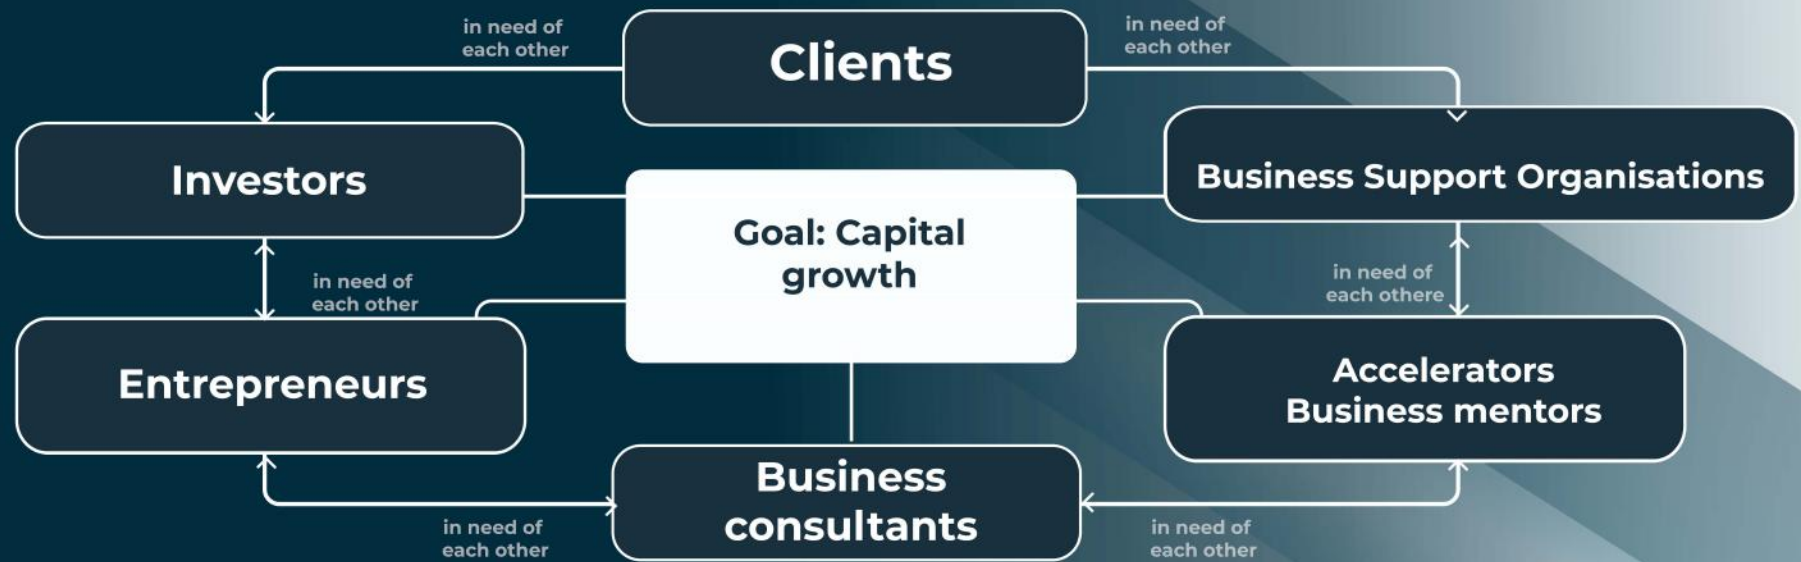 in need of
each other
Clients
in need of
each other
Investors
Business Support Organisations
Goal: Capital
growth
in need of
each other
in need of
each othere
Entrepreneurs
Accelerators
Business mentors
Business
consultants
in need of
each other
in need of
each other